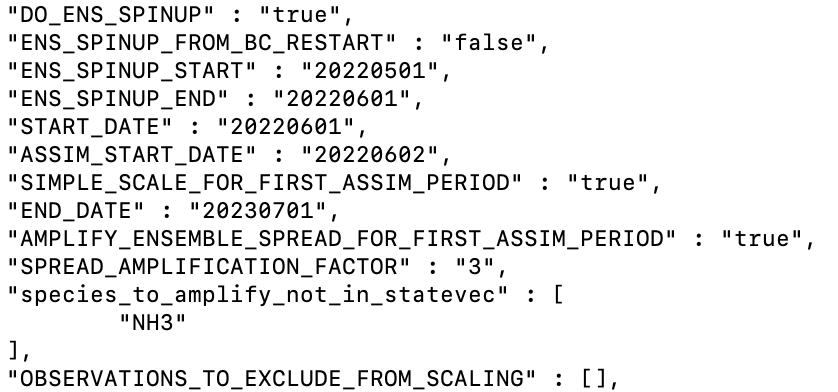 "DO_ENS_SPINUP" : "true",
"ENS_SPINUP_FROM_BC_RESTART" : "false",
"ENS_SPINUP_START" : "20220501",
"ENS_SPINUP_END" : "20220601",
"START_DATE" : "20220601",
"ASSIM_START_DATE" : "20220602",
"SIMPLE_SCALE_FOR_FIRST_ASSIM_PERIOD" : "true",
"END_DATE" : "20230701",
"AMPLIFY_ENSEMBLE_SPREAD_FOR_FIRST_ASSIM_PERIOD" : "true",
"SPREAD_AMPLIFICATION_FACTOR" : "3",
"species_to_amplify_not_in_statevec" : [
        "NH3"
],
"OBSERVATIONS_TO_EXCLUDE_FROM_SCALING" : [],